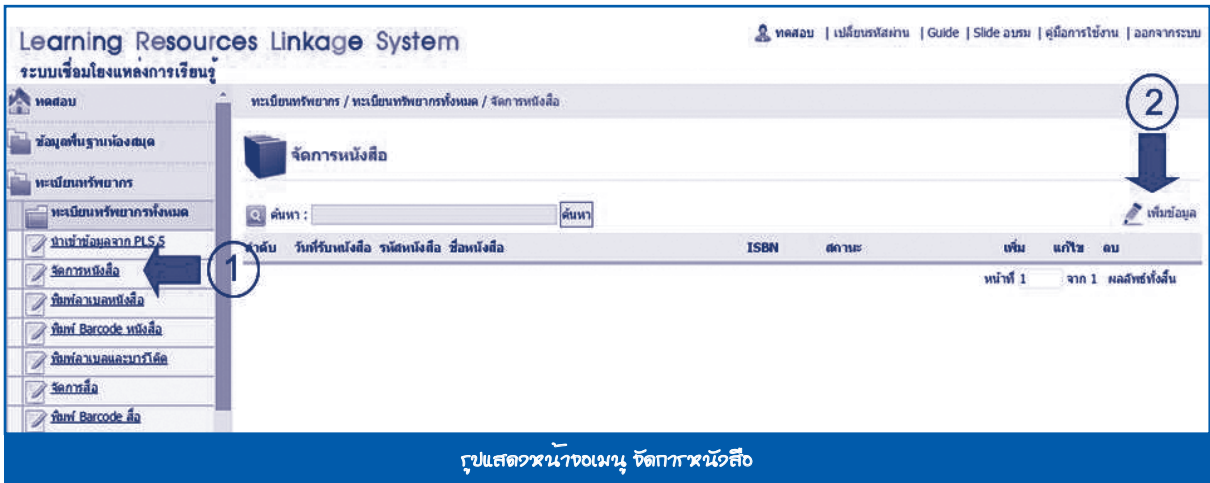 Learning Resources Linkage System
ระบบเชื่อมโยงแหล่งการเรียนรู้
ทดสอบ | เปลี่ยนรหัสผ่าน | Guide | Slide อบรม | คู่มือการใช้งาน | ออกจากระบบ
ทดสอบ
ข้อมูลพื้นฐานห้องสมุด
ทะเบียนทรัพยากร
ทะเบียนทรัพยากรทั้งหมด
นำเข้าข้อมูลจาก PLS.5
จัดการหนังสือ
พิมพ์ลาเบลหนังสือ
พิมพ์ Barcode หนังสือ
พิมพ์ลาเบลและบาร์โค้ด
จัดการสื่อ
พิมพ์ Barcode สื่อ
1
ทะเบียนทรัพยากร / ทะเบียนทรัพยากรทั้งหมด / จัดการหนังสือ
2
จัดการหนังสือ
ค้นหา : ค้นหา
เพิ่มข้อมูล
ลำดับ วันที่รับหนังสือ รหัสหนังสือ ชื่อหนังสือ ISBN สถานะ เพิ่ม แก้ไข ลบ
หน้าที่ 1 จาก 1 ผลลัพธ์ทั้งสิ้น
รูปแสดงหน้าจอเมนู จัดการหนังสือ